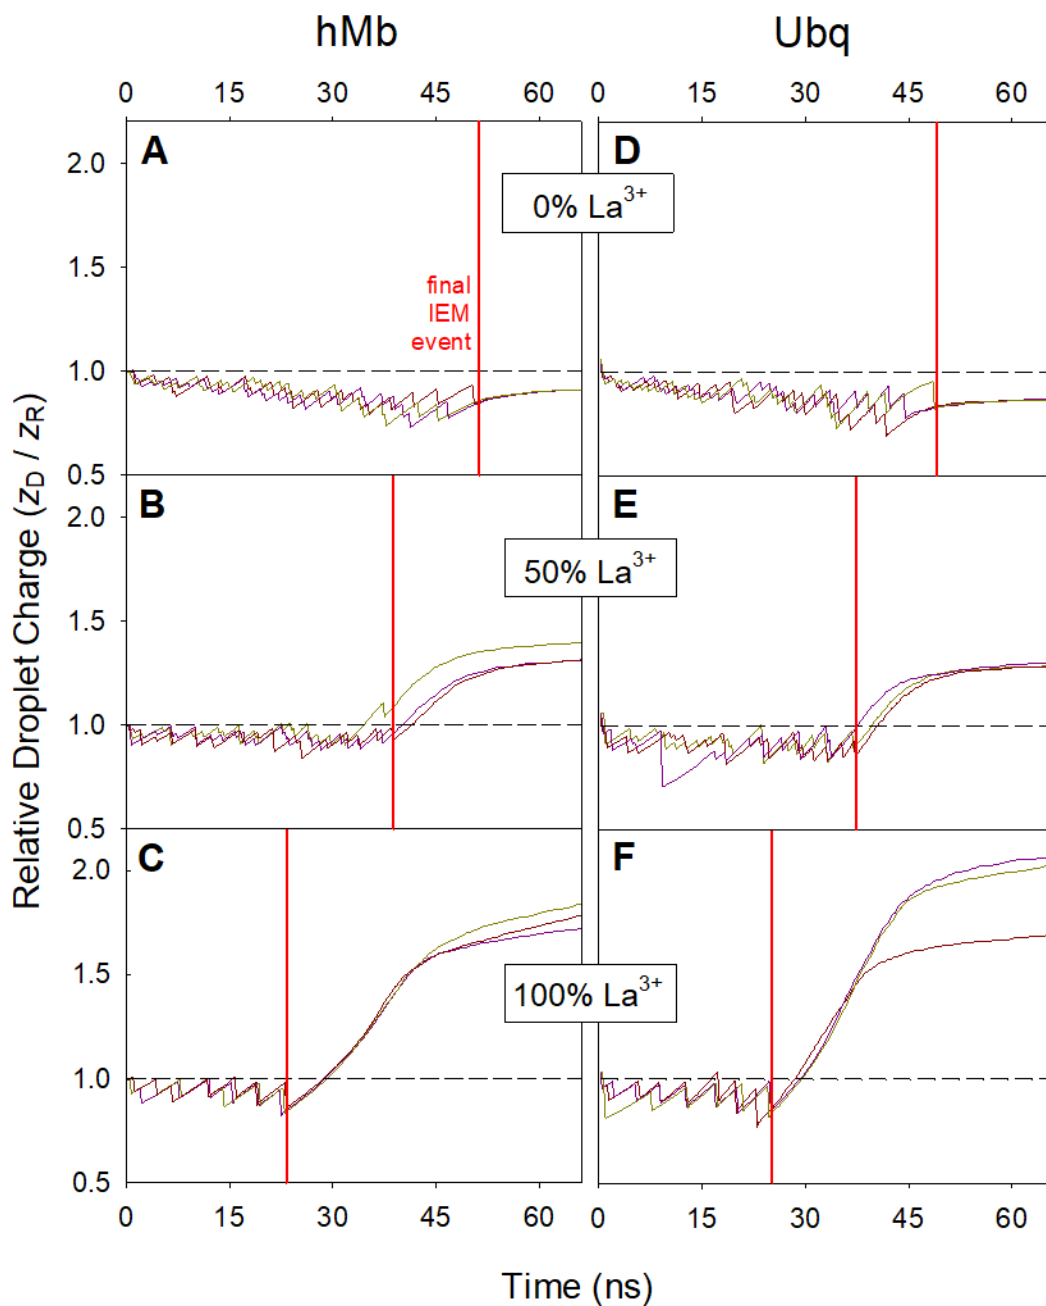 hMb
Ubq
0 15 30 45 60
0 15 30 45 60
A
D
2.0
0% La³⁺
1.5
final
IEM
event
1.0
0.5
B
E
2.0
50% La³⁺
1.5
1.0
0.5
C
F
2.0
1.5
100% La³⁺
1.0
0.5
0 15 30 45 60
0 15 30 45 60
Relative Droplet Charge (z_D / z_R)
Time (ns)